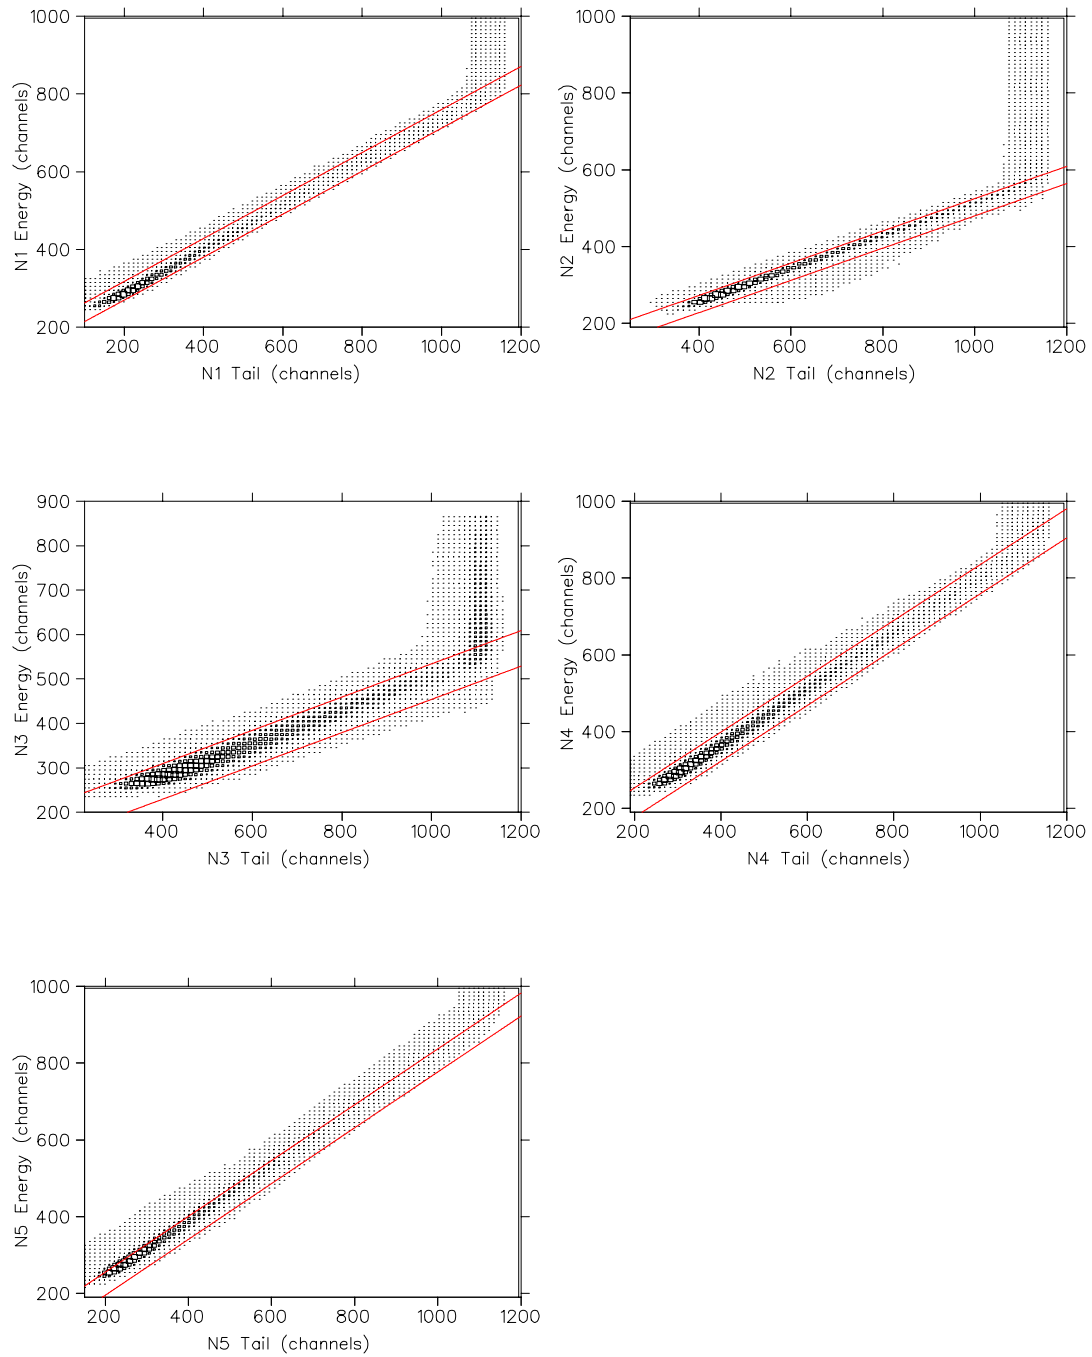 1000
800
600
400
200
N1 Energy (channels)
200 400 600 800 1000 1200
N1 Tail (channels)
1000
800
600
400
200
N2 Energy (channels)
400 600 800 1000 1200
N2 Tail (channels)
900
800
700
600
500
400
300
200
N3 Energy (channels)
400 600 800 1000 1200
N3 Tail (channels)
1000
800
600
400
200
N4 Energy (channels)
200 400 600 800 1000 1200
N4 Tail (channels)
1000
800
600
400
200
N5 Energy (channels)
200 400 600 800 1000 1200
N5 Tail (channels)